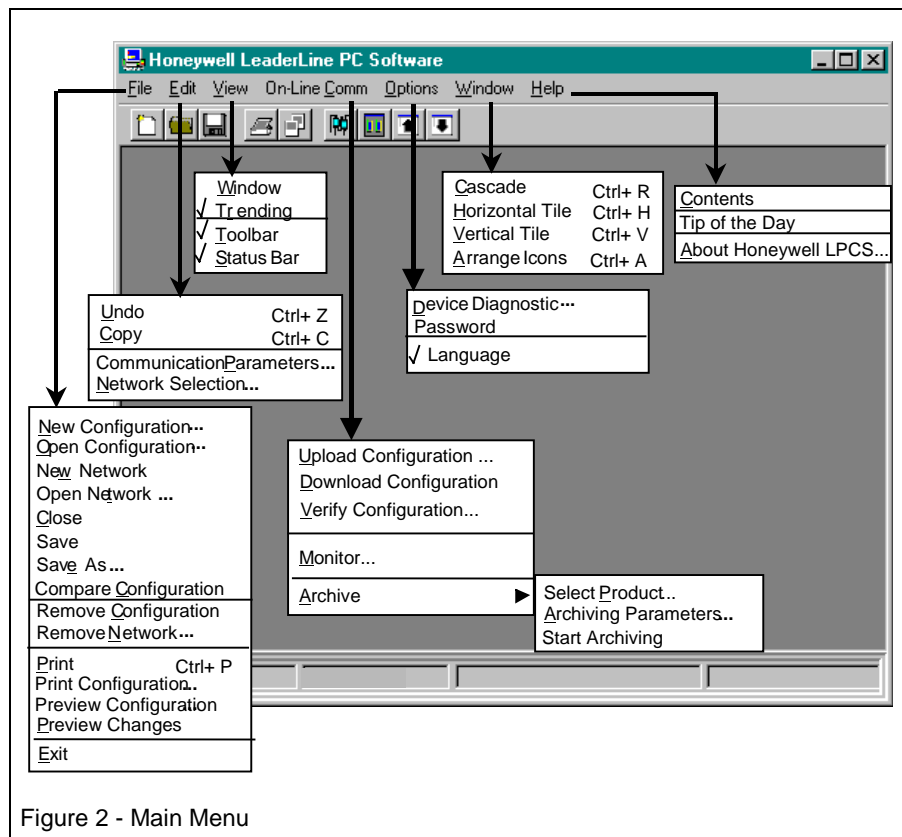 Honeywell LeaderLine PC Software
File Edit View On-Line Comm Options Window Help
Window
√ Trending
√ Toolbar
√ Status Bar
Cascade Ctrl+ R
Horizontal Tile Ctrl+ H
Vertical Tile Ctrl+ V
Arrange Icons Ctrl+ A
Contents
Tip of the Day
About Honeywell LPCS...
Undo Ctrl+ Z
Copy Ctrl+ C
Communication Parameters...
Network Selection...
Device Diagnostic...
Password
√ Language
New Configuration...
Open Configuration...
New Network
Open Network ...
Close
Save
Save As...
Compare Configuration
Remove Configuration
Remove Network...
Print Ctrl+ P
Print Configuration...
Preview Configuration
Preview Changes
Exit
Upload Configuration ...
Download Configuration
Verify Configuration...
Monitor...
Archive ►
Select Product...
Archiving Parameters...
Start Archiving
Figure 2 - Main Menu